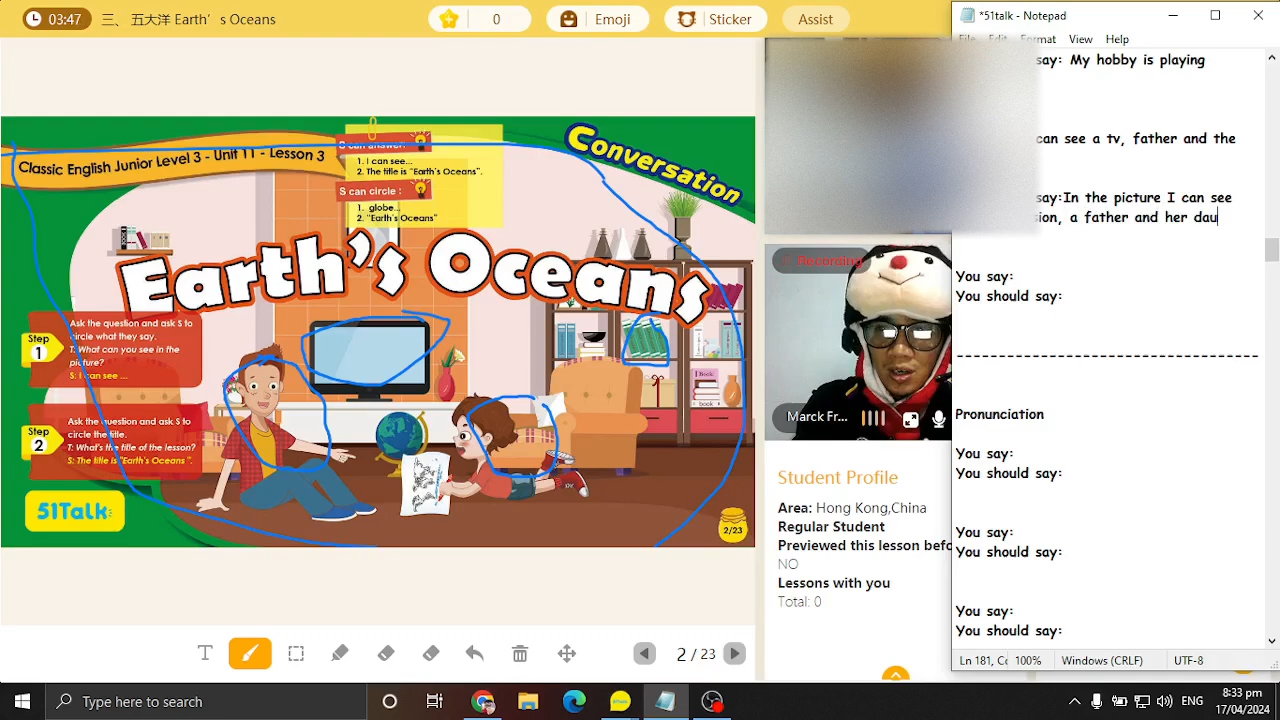 03:47
三、 五大洋 Earth’s Oceans
0
Emoji
Sticker
Assist
*51talk - Notepad
File Edit Format View Help
say: My hobby is playing
can see a tv, father and the
say:In the picture I can see
a father and her dau
You say:
You should say:
---------------------------------
Pronunciation
You say:
You should say:
You say:
You should say:
You say:
You should say:
Ln 181, 100% Windows (CRLF) UTF-8
Classic English Junior Level 3 - Unit 11 - Lesson 3
Conversation
S can answer:
1. I can see...
2. The title is "Earth's Oceans".
S can circle :
1. globe...
2. "Earth's Oceans"
Earth's Oceans
Step 1
Ask the question and ask S to
circle what they say.
T: What can you see in the
picture?
S: I can see ...
Step 2
Ask the question and ask S to
circle the title.
T: What's the title of the lesson?
S: The title is "Earth's Oceans ".
51Talk
Book
book
2/23
Recording
Marck Fr...
Student Profile
Area: Hong Kong,China
Regular Student
Previewed this lesson befo
NO
Lessons with you
Total: 0
T
2 / 23
Type here to search
ENG
8:33 pm
17/04/2024